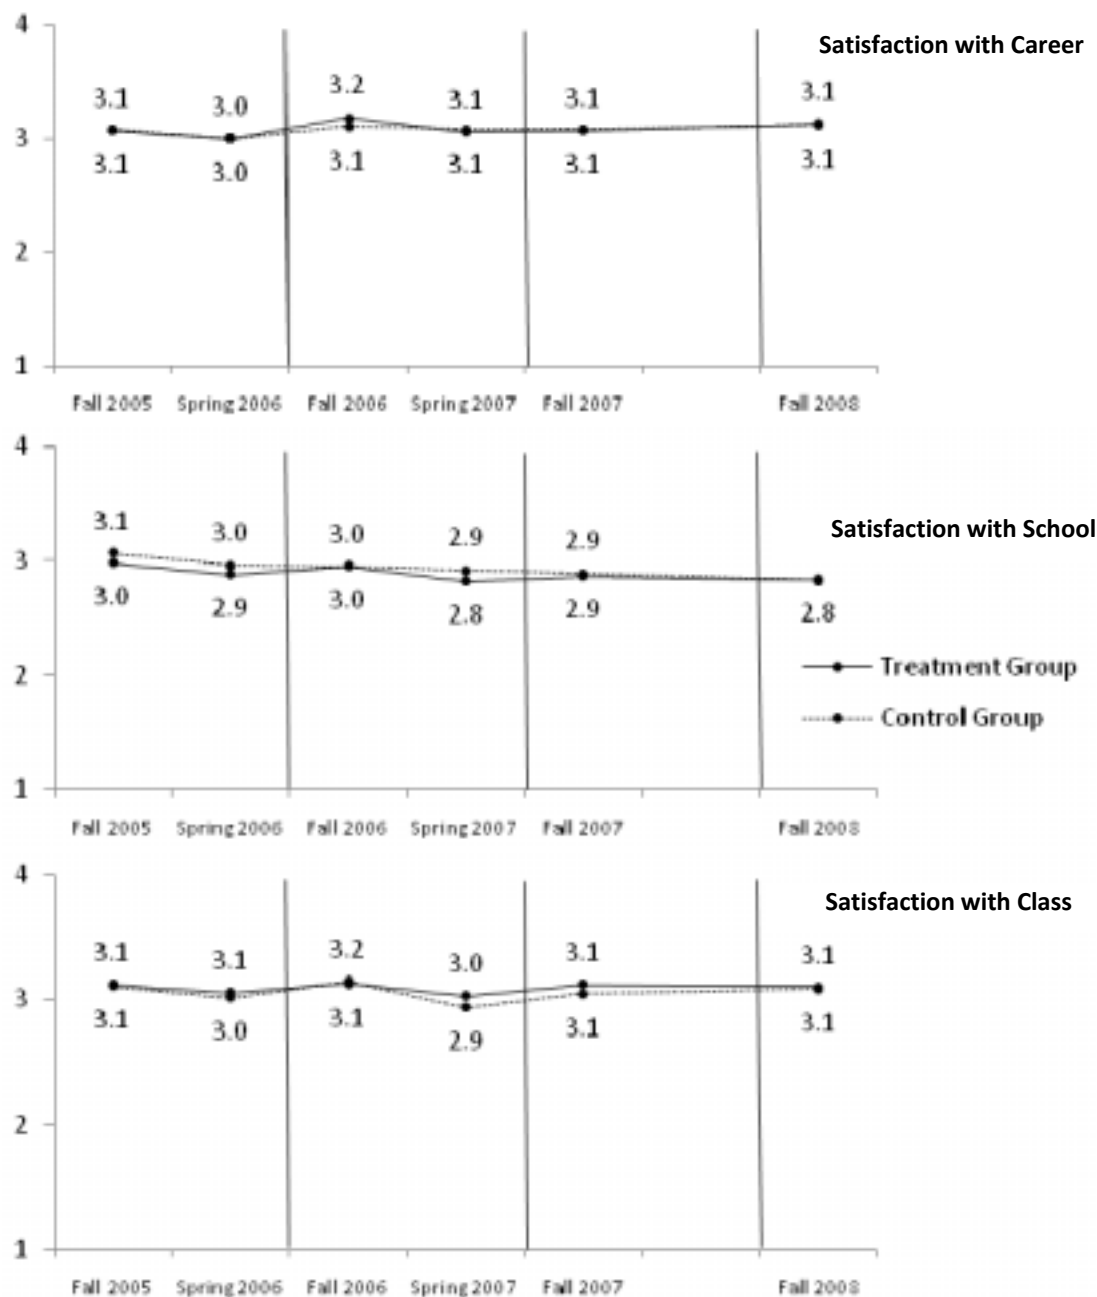 4
Satisfaction with Career
3.1 3.0 3.2 3.1 3.1 3.1
3
3.1 3.0 3.1 3.1 3.1 3.1
2
1
Fall 2005 Spring 2006 Fall 2006 Spring 2007 Fall 2007 Fall 2008
4
Satisfaction with School
3.1 3.0 3.0 2.9 2.9
3
3.0 2.9 3.0 2.8 2.9 2.8
Treatment Group
2
Control Group
1
Fall 2005 Spring 2006 Fall 2006 Spring 2007 Fall 2007 Fall 2008
4
Satisfaction with Class
3.1 3.1 3.2 3.0 3.1 3.1
3
3.1 3.0 3.1 2.9 3.1 3.1
2
1
Fall 2005 Spring 2006 Fall 2006 Spring 2007 Fall 2007 Fall 2008